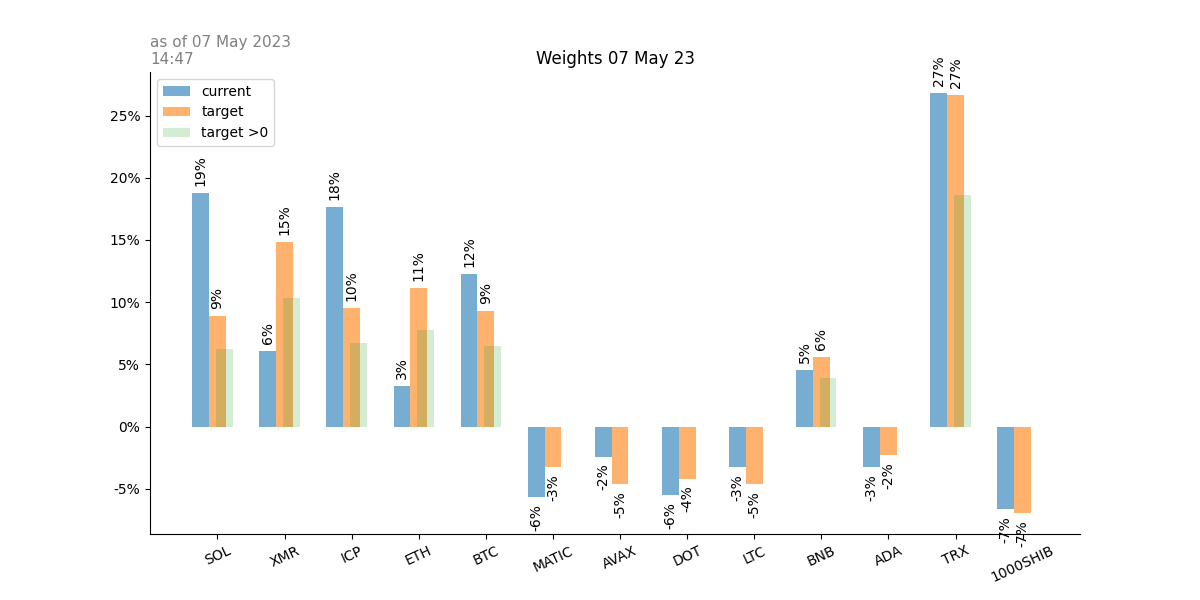 as of 07 May 2023
14:47
Weights 07 May 23
current
target
target >0
25%
20%
15%
10%
5%
0%
-5%
19%
9%
6%
15%
18%
10%
3%
11%
12%
9%
-6%
-3%
-2%
-5%
-6%
-4%
-3%
-5%
5%
6%
-3%
-2%
27%
27%
-7%
-7%
SOL
XMR
ICP
ETH
BTC
MATIC
AVAX
DOT
LTC
BNB
ADA
TRX
1000SHIB